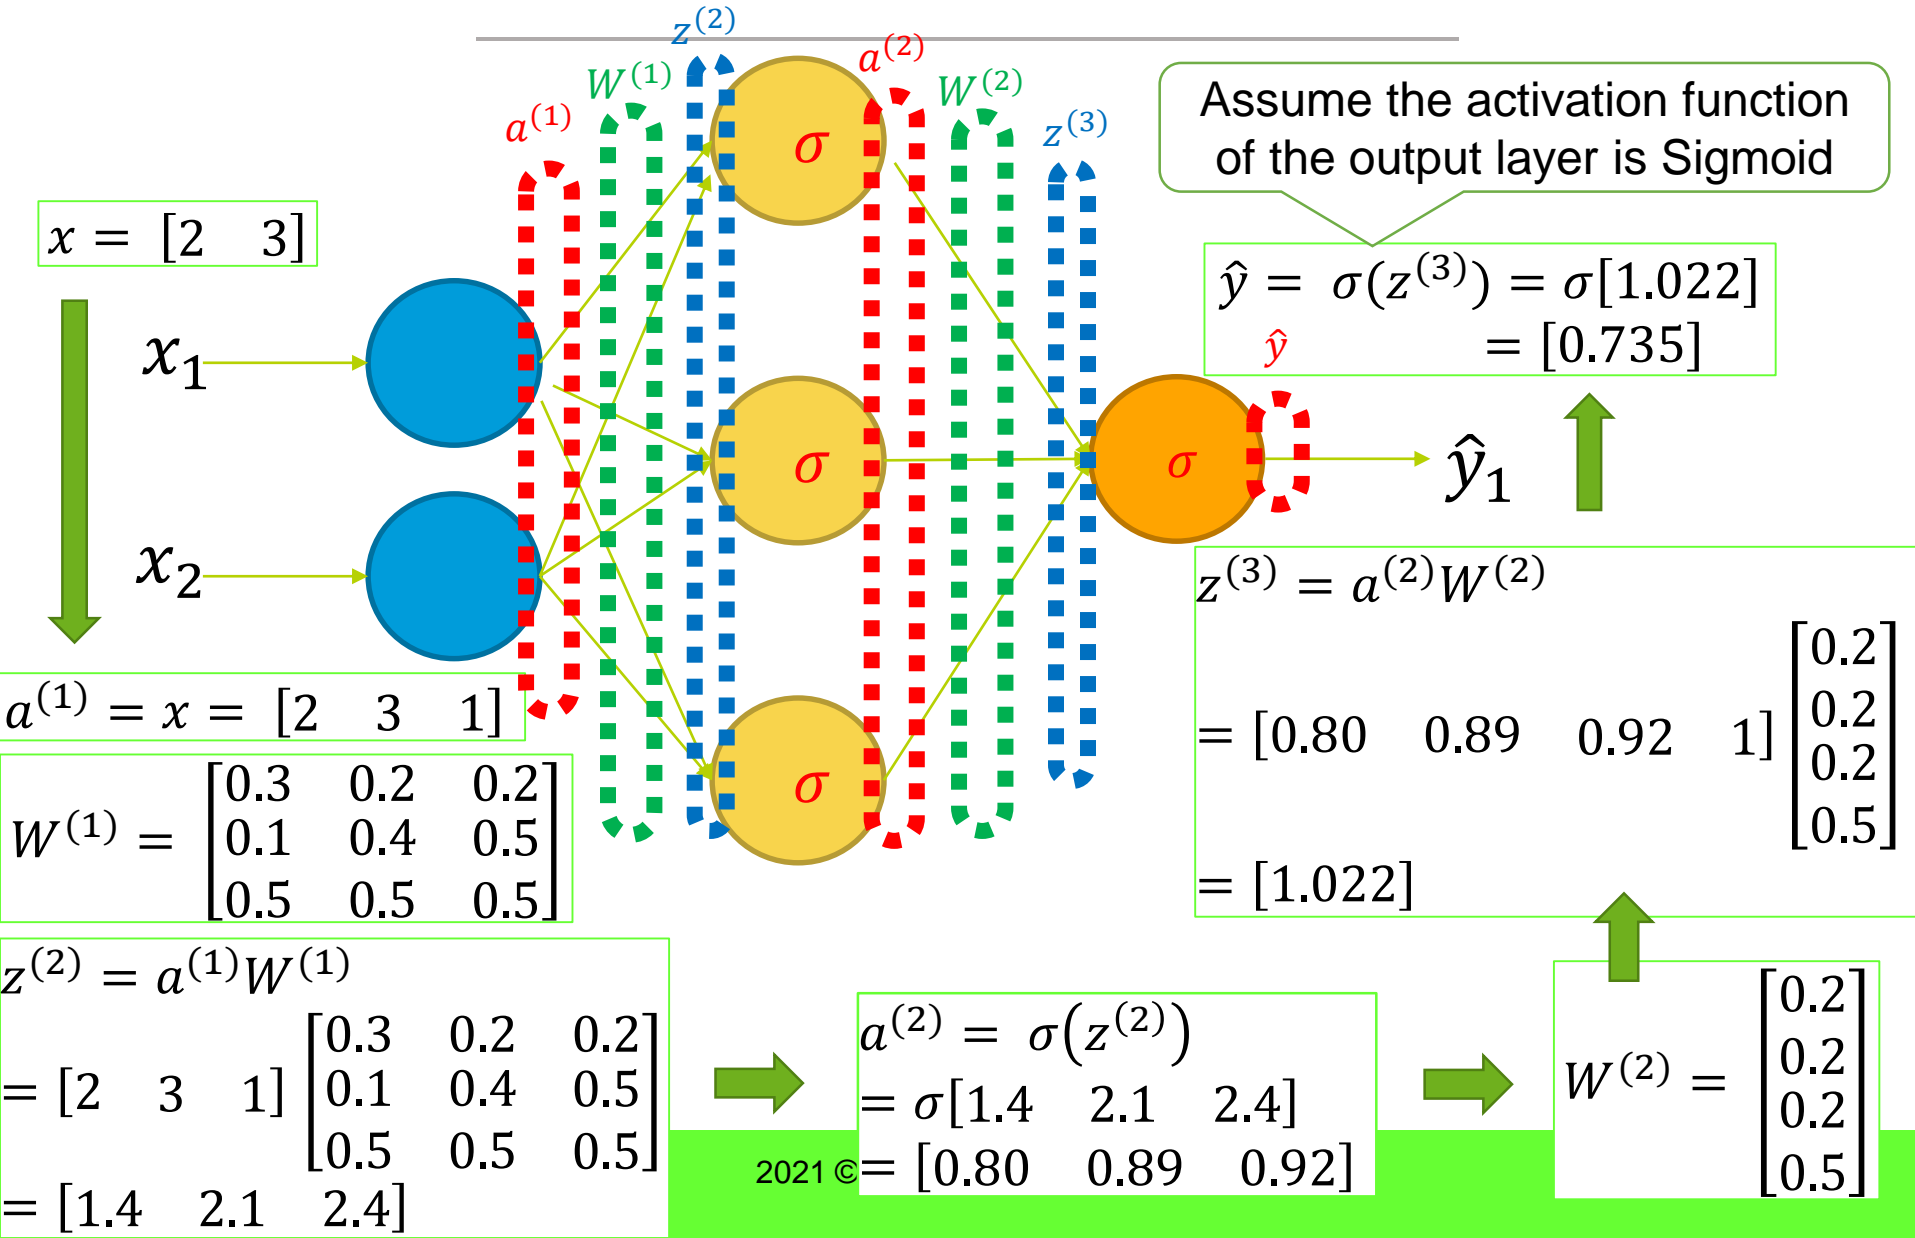 z⁽²⁾
a⁽²⁾
W⁽¹⁾
W⁽²⁾
a⁽¹⁾
z⁽³⁾
Assume the activation function
of the output layer is Sigmoid
x = [2 3]
σ
ŷ = σ(z⁽³⁾) = σ[1.022]
= [0.735]
ŷ
x₁
x₂
σ
σ
σ
ŷ₁
a⁽¹⁾ = x = [2 3 1]
W⁽¹⁾ = [0.3 0.2 0.2
0.1 0.4 0.5
0.5 0.5 0.5]
z⁽²⁾ = a⁽¹⁾W⁽¹⁾
= [2 3 1] [0.3 0.2 0.2
0.1 0.4 0.5
0.5 0.5 0.5]
= [1.4 2.1 2.4]
2021 ©
a⁽²⁾ = σ(z⁽²⁾)
= σ[1.4 2.1 2.4]
= [0.80 0.89 0.92]
W⁽²⁾ = [0.2
0.2
0.2
0.5]
z⁽³⁾ = a⁽²⁾W⁽²⁾
= [0.80 0.89 0.92 1] [0.2
0.2
0.2
0.5]
= [1.022]